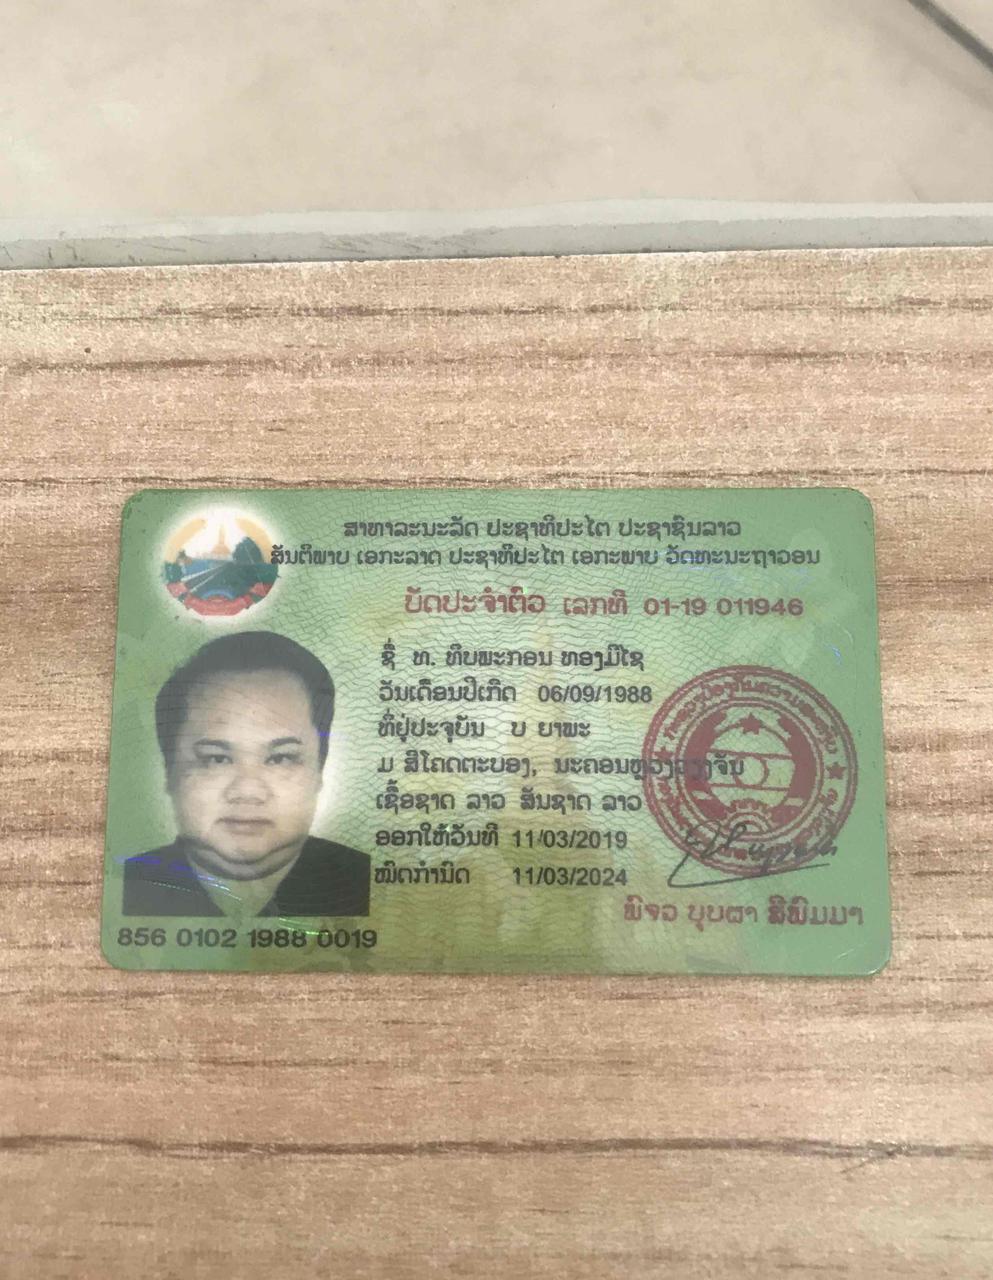 ສາທາລະນະລັດ ປະຊາທິປະໄຕ ປະຊາຊົນລາວ
ສັນຕິພາບ ເອກະລາດ ປະຊາທິປະໄຕ ເອກະພາບ ວັດທະນະຖາວອນ
ບັດປະຈຳຕົວ ເລກທີ 01-19 011946
ຊື່ ທ. ທິບພະກອນ ທອງມີໄຊ
ວັນເດືອນປີເກີດ 06/09/1988
ທີ່ຢູ່ປະຈຸບັນ ບ ຍາພະ
ມ ສີໂຄດຕະບອງ, ນະຄອນຫຼວງວຽງຈັນ
ເຊື້ອຊາດ ລາວ ສັນຊາດ ລາວ
ອອກໃຫ້ວັນທີ 11/03/2019
ໝົດກຳນົດ 11/03/2024
ພົຈວ ບຸບຜາ ສີພົມມາ
856 0102 1988 0019